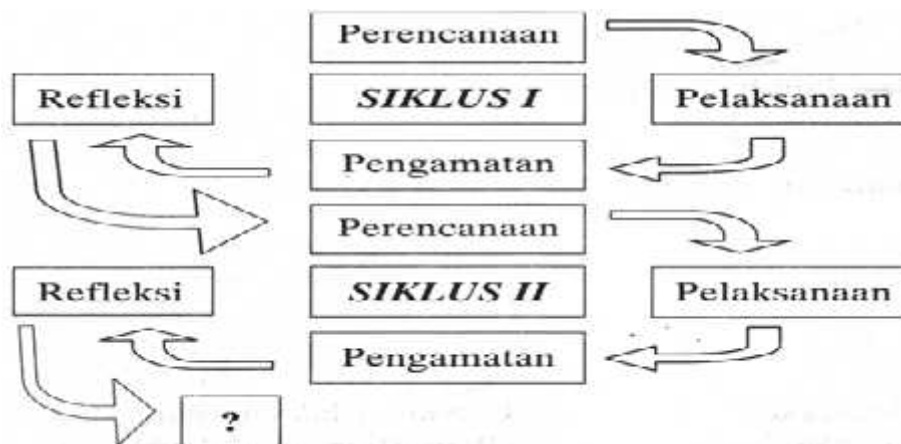 Perencanaan
Refleksi
SIKLUS I
Pelaksanaan
Pengamatan
Perencanaan
Refleksi
SIKLUS II
Pelaksanaan
Pengamatan
?